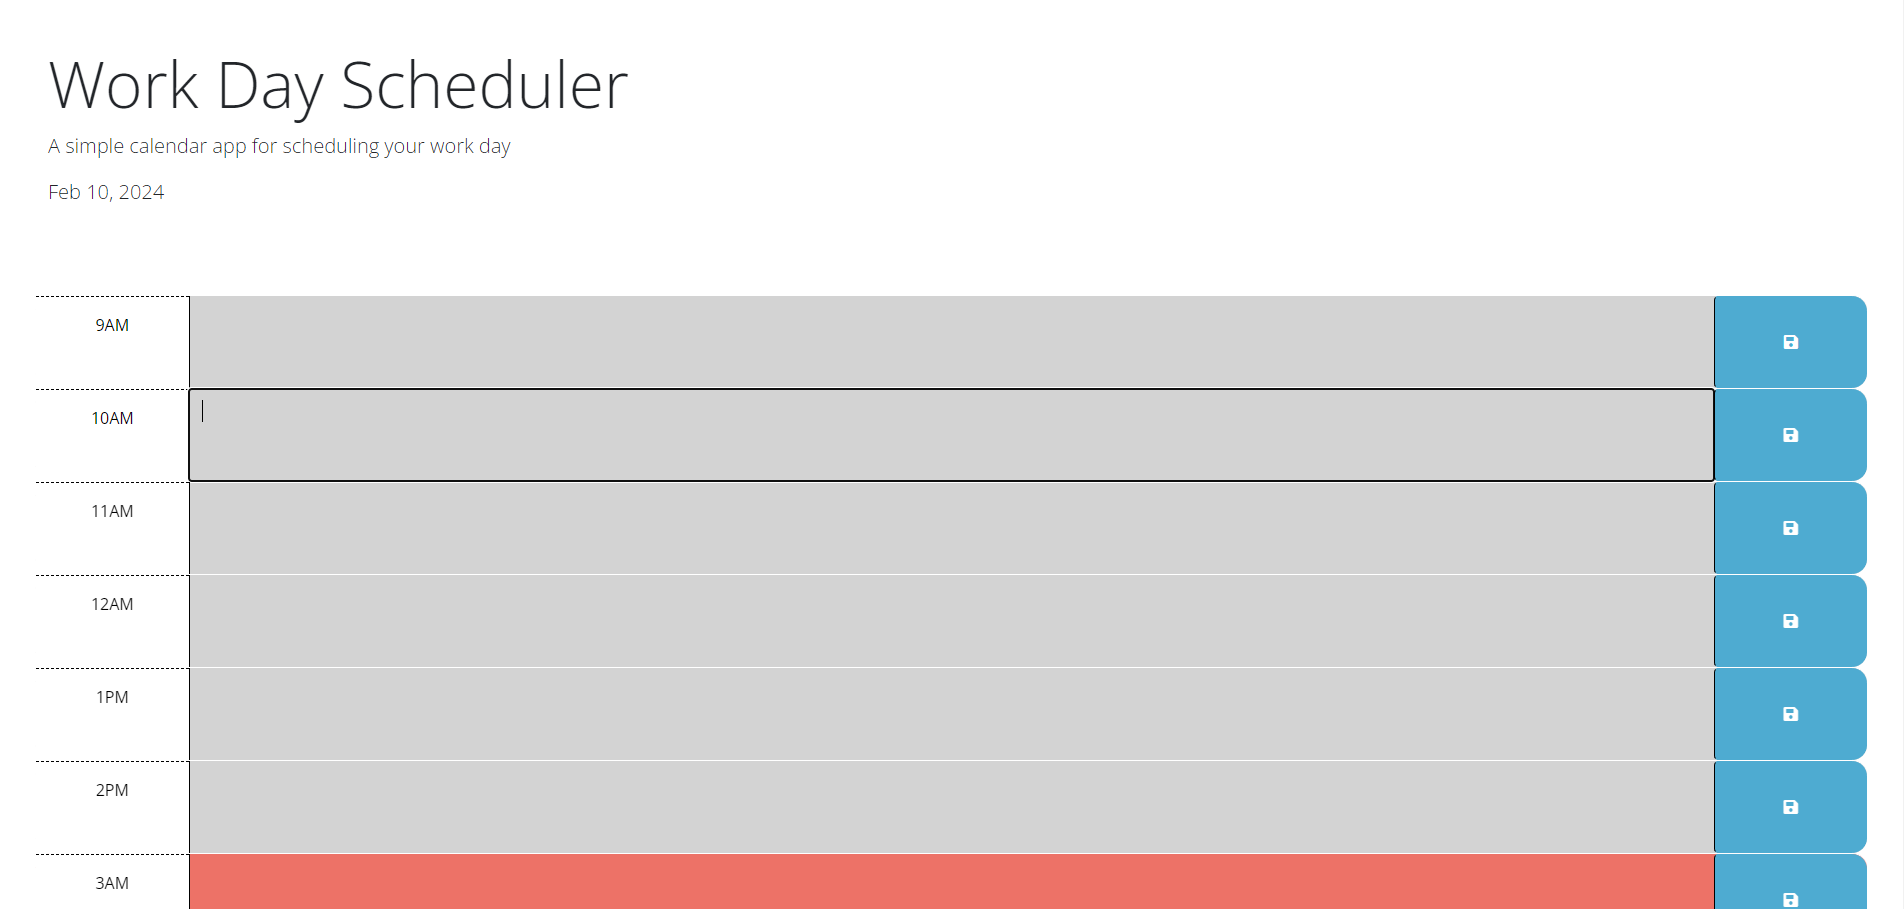 Work Day Scheduler
A simple calendar app for scheduling your work day
Feb 10, 2024
9AM
10AM
11AM
12AM
1PM
2PM
3AM